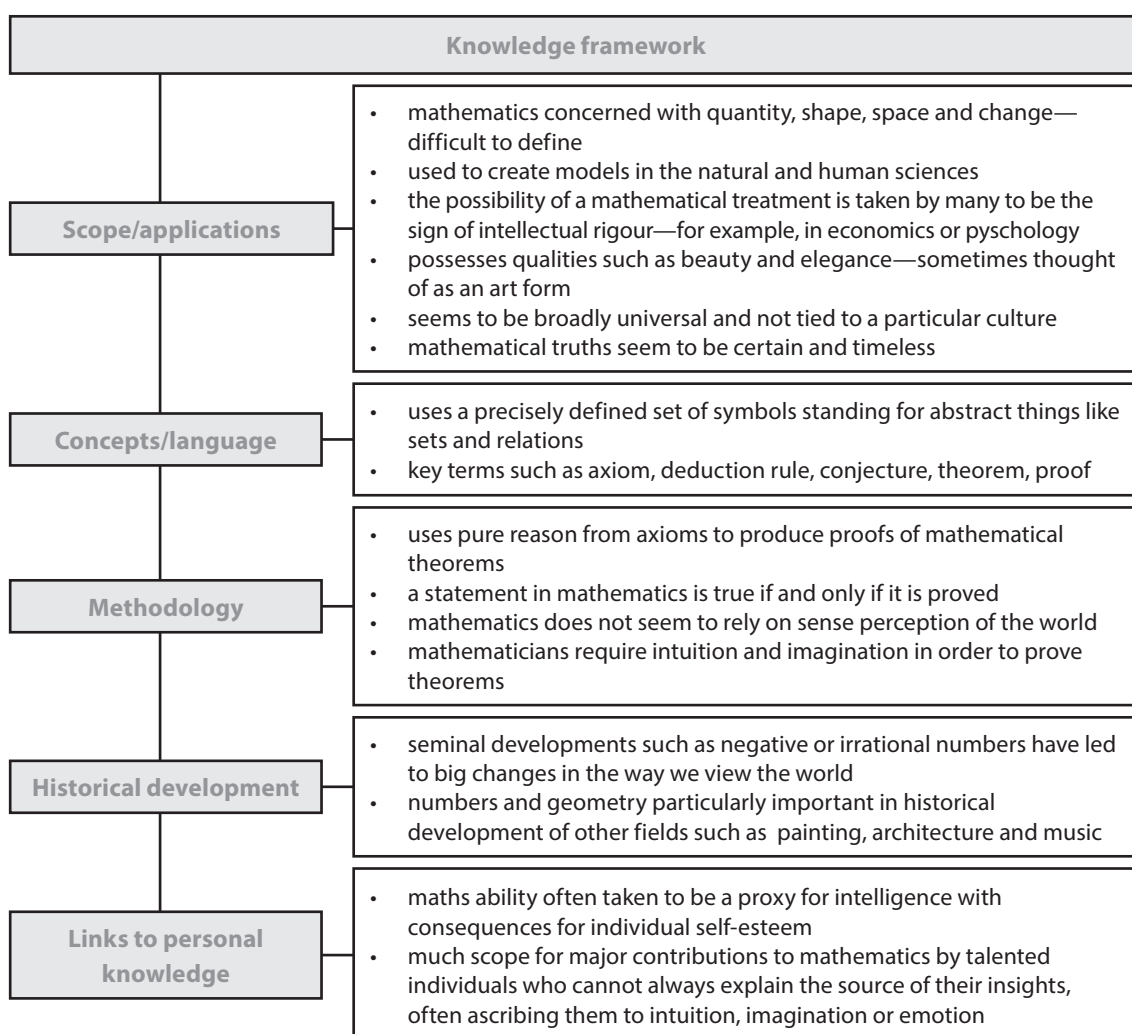 Knowledge framework
Scope/applications
• mathematics concerned with quantity, shape, space and change—
difficult to define
• used to create models in the natural and human sciences
• the possibility of a mathematical treatment is taken by many to be the
sign of intellectual rigour—for example, in economics or pyschology
• possesses qualities such as beauty and elegance—sometimes thought
of as an art form
• seems to be broadly universal and not tied to a particular culture
• mathematical truths seem to be certain and timeless
Concepts/language
• uses a precisely defined set of symbols standing for abstract things like
sets and relations
• key terms such as axiom, deduction rule, conjecture, theorem, proof
Methodology
• uses pure reason from axioms to produce proofs of mathematical
theorems
• a statement in mathematics is true if and only if it is proved
• mathematics does not seem to rely on sense perception of the world
• mathematicians require intuition and imagination in order to prove
theorems
Historical development
• seminal developments such as negative or irrational numbers have led
to big changes in the way we view the world
• numbers and geometry particularly important in historical
development of other fields such as painting, architecture and music
Links to personal
knowledge
• maths ability often taken to be a proxy for intelligence with
consequences for individual self-esteem
• much scope for major contributions to mathematics by talented
individuals who cannot always explain the source of their insights,
often ascribing them to intuition, imagination or emotion